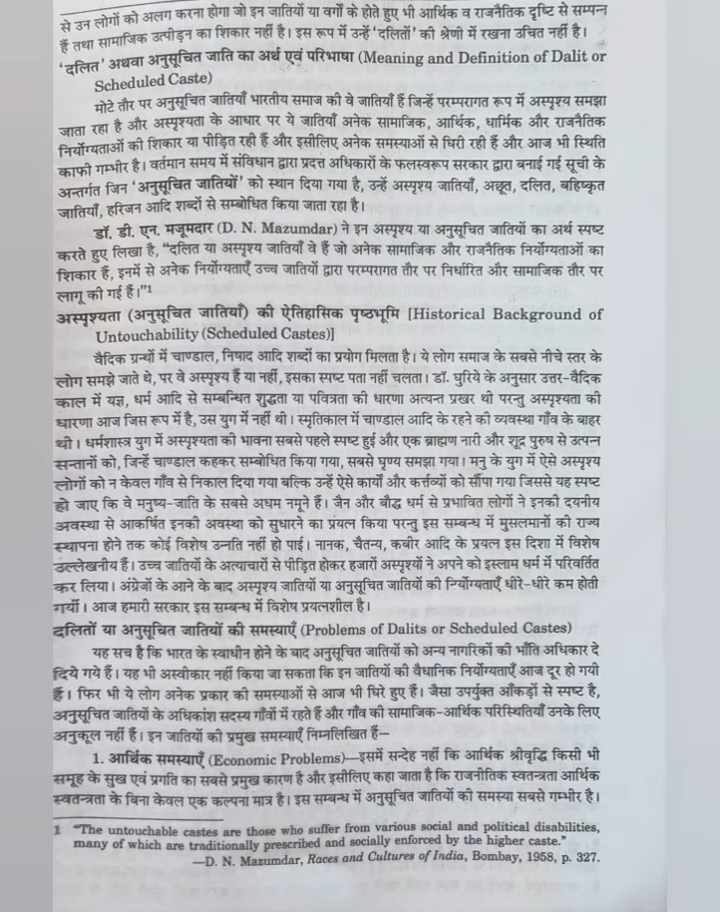 से उन लोगों को अलग करना होगा जो इन जातियों या वर्गों के होते हुए भी आर्थिक व राजनैतिक दृष्टि से सम्पन्न
हैं तथा सामाजिक उत्पीड़न का शिकार नहीं है। इस रूप में उन्हें 'दलितों' की श्रेणी में रखना उचित नहीं है।
'दलित' अथवा अनुसूचित जाति का अर्थ एवं परिभाषा (Meaning and Definition of Dalit or
Scheduled Caste)
मोटे तौर पर अनुसूचित जातियाँ भारतीय समाज की वे जातियाँ हैं जिन्हें परम्परागत रूप में अस्पृश्य समझा
जाता रहा है और अस्पृश्यता के आधार पर ये जातियाँ अनेक सामाजिक, आर्थिक, धार्मिक और राजनैतिक
निर्योग्यताओं की शिकार या पीड़ित रही हैं और इसीलिए अनेक समस्याओं से घिरी रही हैं और आज भी स्थिति
काफी गम्भीर है। वर्तमान समय में संविधान द्वारा प्रदत्त अधिकारों के फलस्वरूप सरकार द्वारा बनाई गई सूची के
अन्तर्गत जिन 'अनुसूचित जातियों' को स्थान दिया गया है, उन्हें अस्पृश्य जातियाँ, अछूत, दलित, बहिष्कृत
जातियाँ, हरिजन आदि शब्दों से सम्बोधित किया जाता रहा है।
डॉ. डी. एन. मजूमदार (D. N. Mazumdar) ने इन अस्पृश्य या अनुसूचित जातियों का अर्थ स्पष्ट
करते हुए लिखा है, "दलित या अस्पृश्य जातियाँ वे हैं जो अनेक सामाजिक और राजनैतिक निर्योग्यताओं का
शिकार हैं, इनमें से अनेक निर्योग्यताएँ उच्च जातियों द्वारा परम्परागत तौर पर निर्धारित और सामाजिक तौर पर
लागू की गई हैं।"1
अस्पृश्यता (अनुसूचित जातियाँ) की ऐतिहासिक पृष्ठभूमि [Historical Background of
Untouchability (Scheduled Castes)]
वैदिक ग्रन्थों में चाण्डाल, निषाद आदि शब्दों का प्रयोग मिलता है। ये लोग समाज के सबसे नीचे स्तर के
लोग समझे जाते थे, पर वे अस्पृश्य हैं या नहीं, इसका स्पष्ट पता नहीं चलता। डॉ. घुरिये के अनुसार उत्तर-वैदिक
काल में यज्ञ, धर्म आदि से सम्बन्धित शुद्धता या पवित्रता की धारणा अत्यन्त प्रखर थी परन्तु अस्पृश्यता की
धारणा आज जिस रूप में है, उस युग में नहीं थी। स्मृतिकाल में चाण्डाल आदि के रहने की व्यवस्था गाँव के बाहर
थी। धर्मशास्त्र युग में अस्पृश्यता की भावना सबसे पहले स्पष्ट हुई और एक ब्राह्मण नारी और शूद्र पुरुष से उत्पन्न
सन्तानों को, जिन्हें चाण्डाल कहकर सम्बोधित किया गया, सबसे घृण्य समझा गया। मनु के युग में ऐसे अस्पृश्य
लोगों को न केवल गाँव से निकाल दिया गया बल्कि उन्हें ऐसे कार्यों और कर्त्तव्यों को सौंपा गया जिससे यह स्पष्ट
हो जाए कि वे मनुष्य-जाति के सबसे अधम नमूने हैं। जैन और बौद्ध धर्म से प्रभावित लोगों ने इनकी दयनीय
अवस्था से आकर्षित इनकी अवस्था को सुधारने का प्रयत्न किया परन्तु इस सम्बन्ध में मुसलमानों की राज्य
स्थापना होने तक कोई विशेष उन्नति नहीं हो पाई। नानक, चैतन्य, कबीर आदि के प्रयत्न इस दिशा में विशेष
उल्लेखनीय हैं। उच्च जातियों के अत्याचारों से पीड़ित होकर हजारों अस्पृश्यों ने अपने को इस्लाम धर्म में परिवर्तित
कर लिया। अंग्रेजों के आने के बाद अस्पृश्य जातियों या अनुसूचित जातियों की निर्योग्यताएँ धीरे-धीरे कम होती
गयीं। आज हमारी सरकार इस सम्बन्ध में विशेष प्रयत्नशील है।
दलितों या अनुसूचित जातियों की समस्याएँ (Problems of Dalits or Scheduled Castes)
यह सच है कि भारत के स्वाधीन होने के बाद अनुसूचित जातियों को अन्य नागरिकों की भाँति अधिकार दे
दिये गये हैं। यह भी अस्वीकार नहीं किया जा सकता कि इन जातियों की वैधानिक निर्योग्यताएँ आज दूर हो गयी
हैं। फिर भी ये लोग अनेक प्रकार की समस्याओं से आज भी घिरे हुए हैं। जैसा उपर्युक्त आँकड़ों से स्पष्ट है,
अनुसूचित जातियों के अधिकांश सदस्य गाँवों में रहते हैं और गाँव की सामाजिक-आर्थिक परिस्थितियाँ उनके लिए
अनुकूल नहीं हैं। इन जातियों की प्रमुख समस्याएँ निम्नलिखित हैं—
1. आर्थिक समस्याएँ (Economic Problems)—इसमें सन्देह नहीं कि आर्थिक श्रीवृद्धि किसी भी
समूह के सुख एवं प्रगति का सबसे प्रमुख कारण है और इसीलिए कहा जाता है कि राजनीतिक स्वतन्त्रता आर्थिक
स्वतन्त्रता के बिना केवल एक कल्पना मात्र है। इस सम्बन्ध में अनुसूचित जातियों की समस्या सबसे गम्भीर है।
1 "The untouchable castes are those who suffer from various social and political disabilities,
many of which are traditionally prescribed and socially enforced by the higher caste."
—D. N. Mazumdar, Races and Cultures of India, Bombay, 1958, p. 327.